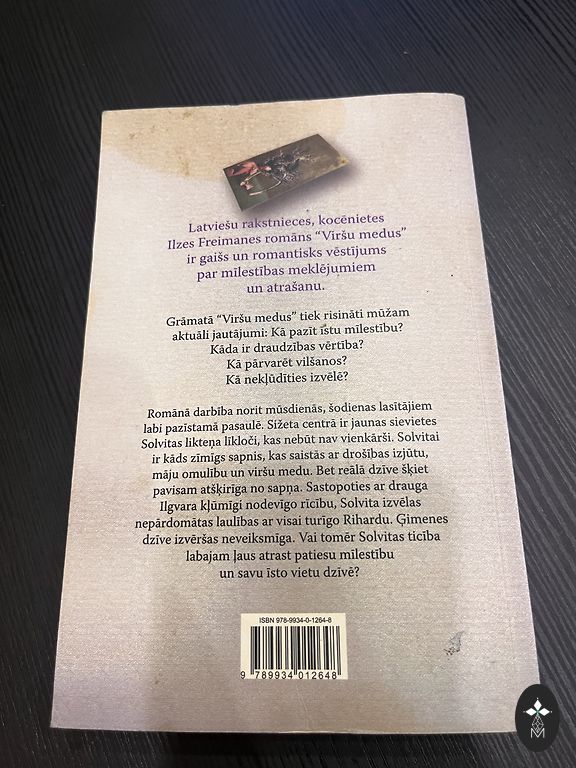 Latviešu rakstnieces, kocēnietes
Ilzes Freimanes romāns “Viršu medus”
ir gaišs un romantisks vēstījums
par mīlestības meklējumiem
un atrašanu.
Grāmatā “Viršu medus” tiek risināti mūžam
aktuāli jautājumi: Kā pazīt īstu mīlestību?
Kāda ir draudzības vērtība?
Kā pārvarēt vilšanos?
Kā nekļūdīties izvēlē?
Romānā darbība norit mūsdienās, šodienas lasītājiem
labi pazīstamā pasaulē. Sižeta centrā ir jaunas sievietes
Solvitas likteņa līkloči, kas nebūt nav vienkārši. Solvitai
ir kāds zīmīgs sapnis, kas saistās ar drošības izjūtu,
māju omulību un viršu medu. Bet reālā dzīve šķiet
pavisam atšķirīga no sapņa. Sastopoties ar drauga
Ilgvara kļūmīgi nodevīgo rīcību, Solvita izvēlas
nepārdomātas laulības ar visai turīgo Rihardu. Ģimenes
dzīve izvēršas neveiksmīga. Vai tomēr Solvitas ticība
labajam ļaus atrast patiesu mīlestību
un savu īsto vietu dzīvē?
ISBN 978-9934-0-1264-8
9 789934 012648
M